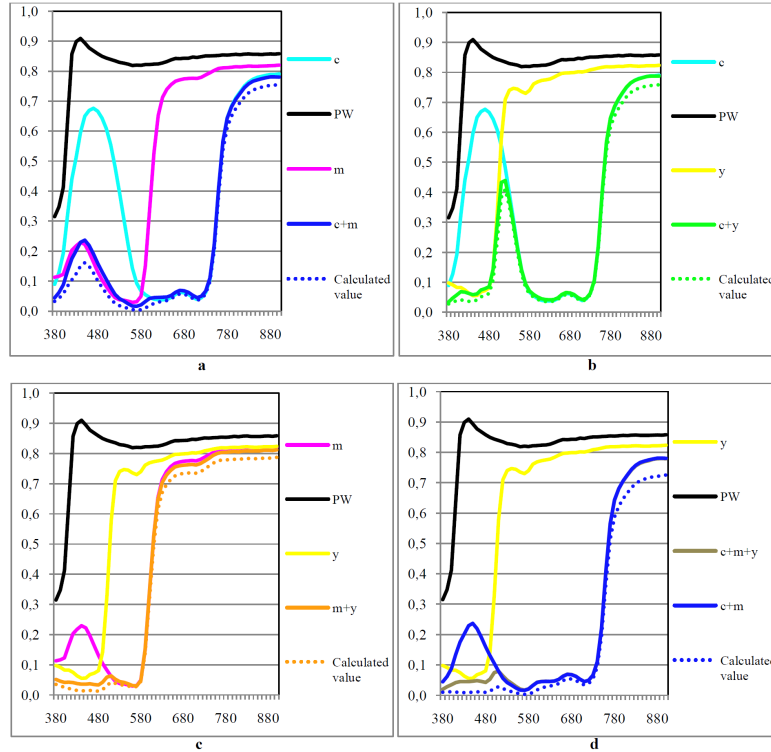 1,0
0,9
0,8
0,7
0,6
0,5
0,4
0,3
0,2
0,1
0,0
380 480 580 680 780 880
c
PW
m
c+m
Calculated
value
a
1,0
0,9
0,8
0,7
0,6
0,5
0,4
0,3
0,2
0,1
0,0
380 480 580 680 780 880
c
PW
y
c+y
Calculated
value
b
1,0
0,9
0,8
0,7
0,6
0,5
0,4
0,3
0,2
0,1
0,0
380 480 580 680 780 880
m
PW
y
m+y
Calculated
value
c
1,0
0,9
0,8
0,7
0,6
0,5
0,4
0,3
0,2
0,1
0,0
380 480 580 680 780 880
y
PW
c+m+y
c+m
Calculated
value
d